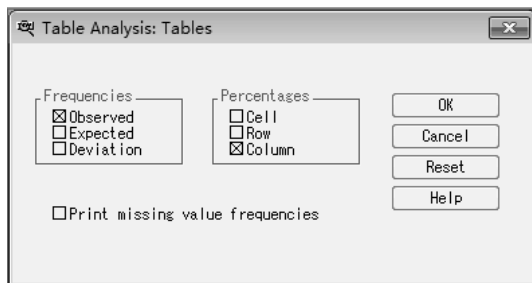 Table Analysis: Tables
Frequencies
Observed
Expected
Deviation
Percentages
Cell
Row
Column
OK
Cancel
Reset
Help
Print missing value frequencies